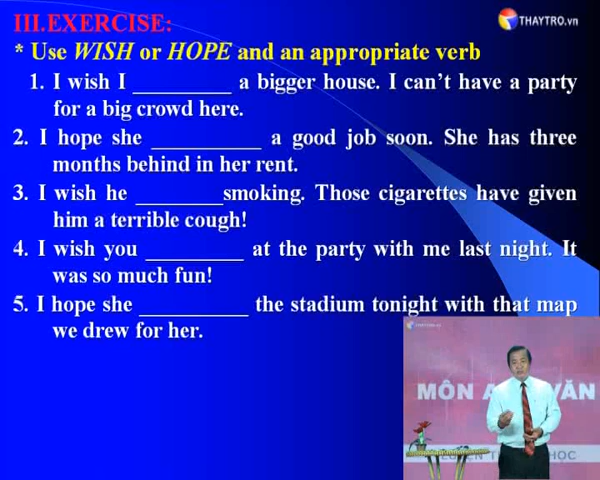 III.EXERCISE:
THAYTRO.vn
* Use WISH or HOPE and an appropriate verb
1. I wish I _________ a bigger house. I can’t have a party
for a big crowd here.
2. I hope she __________ a good job soon. She has three
months behind in her rent.
3. I wish he ________smoking. Those cigarettes have given
him a terrible cough!
4. I wish you _________ at the party with me last night. It
was so much fun!
5. I hope she __________ the stadium tonight with that map
we drew for her.
MÔN A VĂN
HỌC